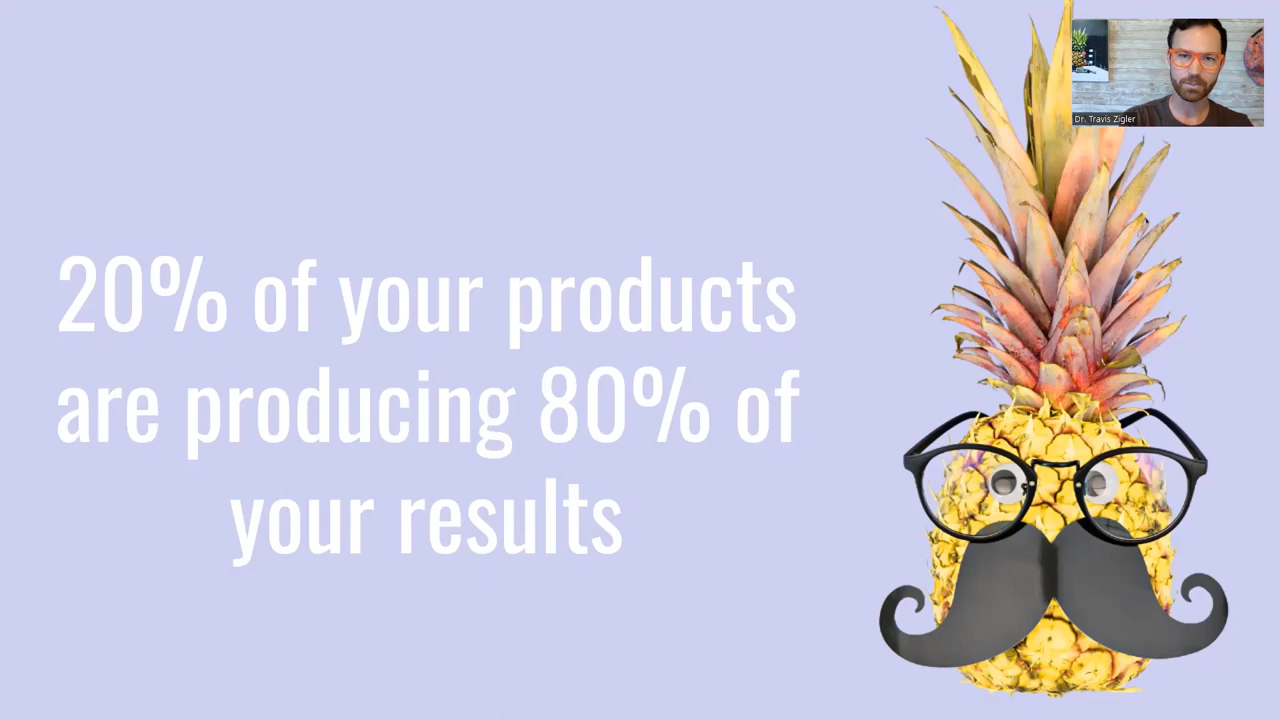 Dr. Travis Zigler
20% of your products
are producing 80% of
your results